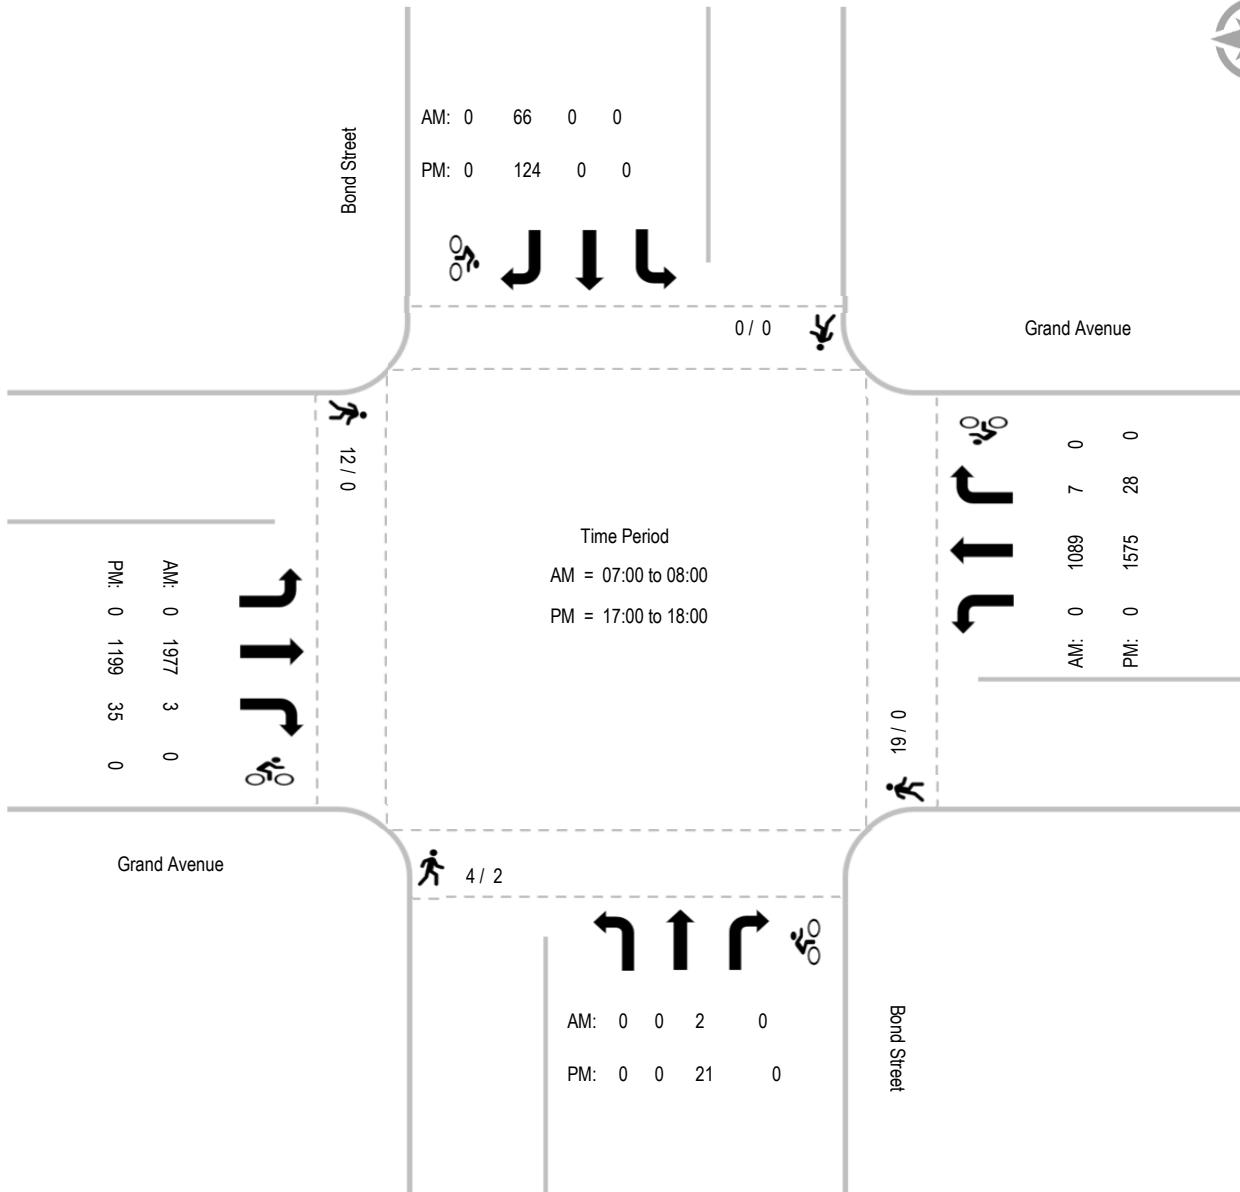 Bond Street
AM: 0 66 0 0
PM: 0 124 0 0
0 / 0
Grand Avenue
12 / 0
AM: 0 1089 7 0
PM: 0 1575 28 0
Time Period
AM = 07:00 to 08:00
PM = 17:00 to 18:00
AM: 0 1977 3 0
PM: 0 1199 35 0
19 / 0
Grand Avenue
4 / 2
AM: 0 0 2 0
PM: 0 0 21 0
Bond Street